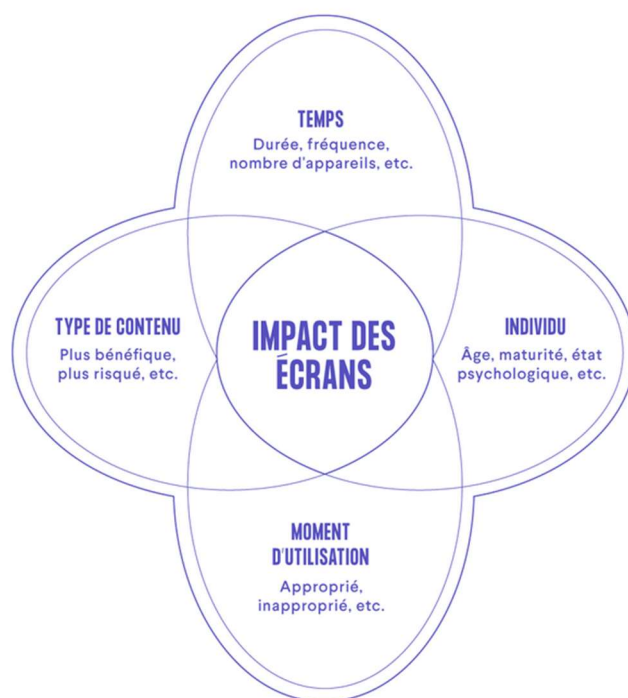 TEMPS
Durée, fréquence,
nombre d'appareils, etc.
TYPE DE CONTENU
Plus bénéfique,
plus risqué, etc.
IMPACT DES
ÉCRANS
INDIVIDU
Âge, maturité, état
psychologique, etc.
MOMENT
D'UTILISATION
Approprié,
inapproprié, etc.